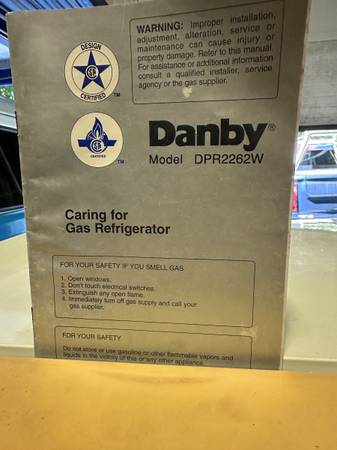 WARNING: Improper installation,
adjustment, alteration, service or
maintenance can cause injury or
property damage. Refer to this manual.
For assistance or additional information
consult a qualified installer, service
agency or the gas supplier.
DESIGN
CERTIFIED
TM
CERTIFIED
TM
Danby®
Model DPR2262W
Caring for
Gas Refrigerator
FOR YOUR SAFETY IF YOU SMELL GAS
1. Open windows.
2. Don't touch electrical switches.
3. Extinguish any open flame.
4. Immediately turn off gas supply and call your
gas supplier.
FOR YOUR SAFETY
Do not store or use gasoline or other flammable vapors and
liquids in the vicinity of this or any other appliance.